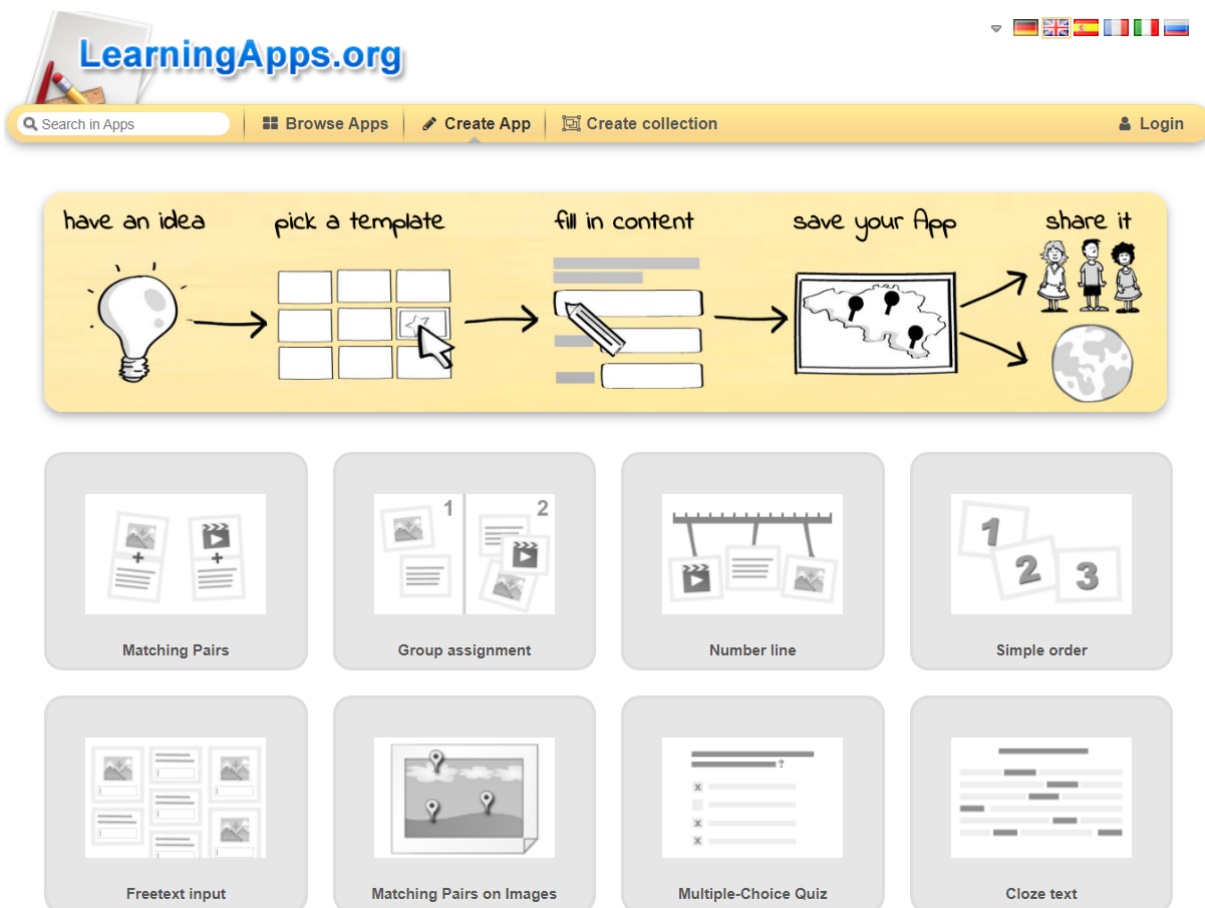 LearningApps.org
Search in Apps
Browse Apps
Create App
Create collection
Login
have an idea
pick a template
fill in content
save your App
share it
1
2
1
2
3
Matching Pairs
Group assignment
Number line
Simple order
?
Freetext input
Matching Pairs on Images
Multiple-Choice Quiz
Cloze text